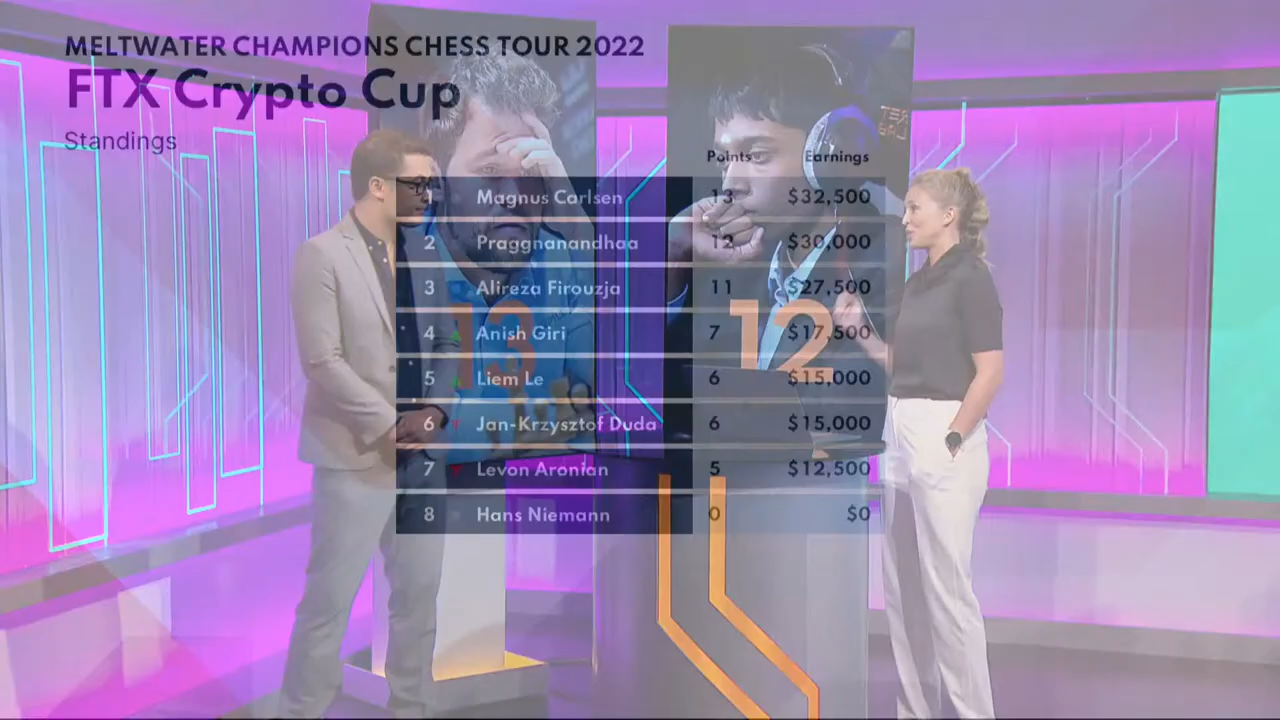 MELTWATER CHAMPIONS CHESS TOUR 2022
FTX Crypto Cup
Standings
Points Earnings
Magnus Carlsen 13 $32,500
2 Praggnanandhaa 12 $30,000
3 Alireza Firouzja 11 $27,500
4 Anish Giri 7 $17,500
5 Liem Le 6 $15,000
6 Jan-Krzysztof Duda 6 $15,000
7 Levon Aronian 5 $12,500
8 Hans Niemann 0 $0
13 12